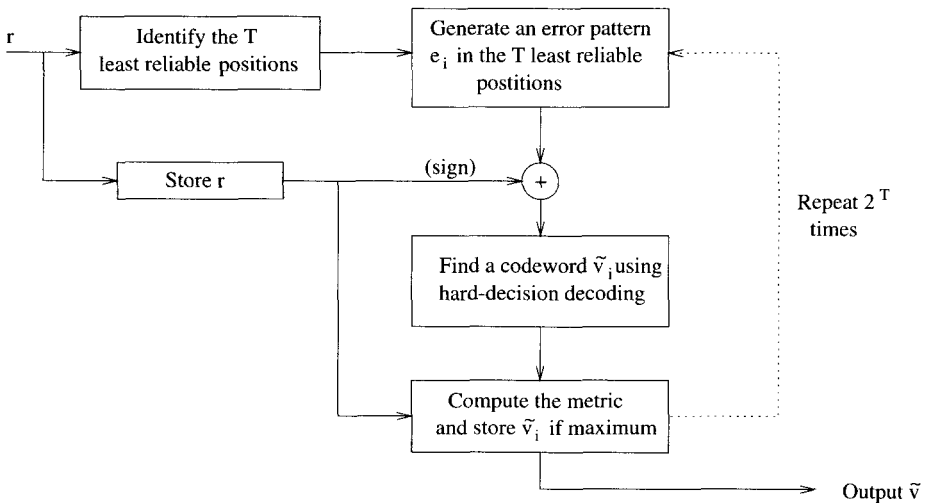 r
Identify the T
least reliable positions
Generate an error pattern
e_i in the T least reliable
postitions
Store r
(sign)
+
Repeat 2^T
times
Find a codeword ṽ_i using
hard-decision decoding
Compute the metric
and store ṽ_i if maximum
Output ṽ